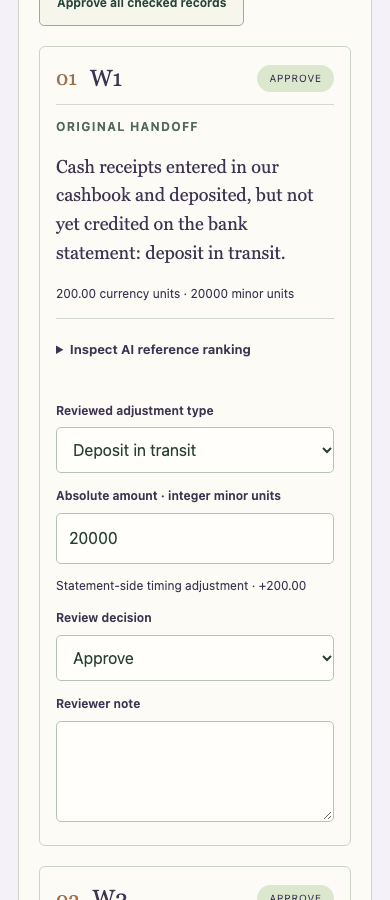 Approve all checked records
01 W1 APPROVE
ORIGINAL HANDOFF
Cash receipts entered in our
cashbook and deposited, but not
yet credited on the bank
statement: deposit in transit.
200.00 currency units · 20000 minor units
Inspect AI reference ranking
Reviewed adjustment type
Deposit in transit
Absolute amount · integer minor units
20000
Statement-side timing adjustment · +200.00
Review decision
Approve
Reviewer note
APPROVE